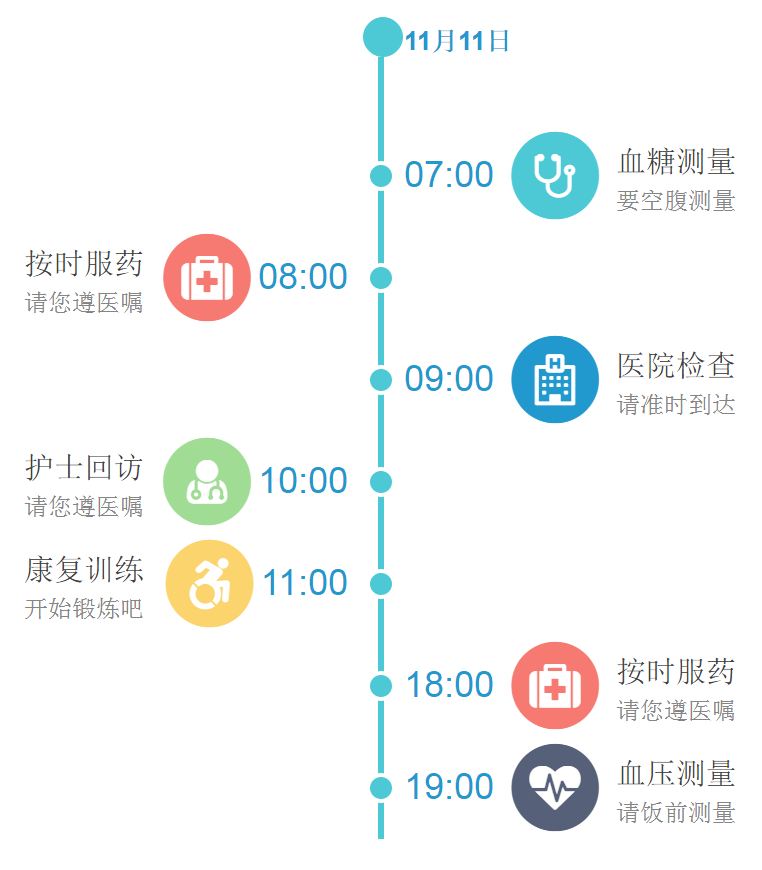 11月11日
07:00
血糖测量
要空腹测量
按时服药
请您遵医嘱
08:00
09:00
医院检查
请准时到达
护士回访
请您遵医嘱
10:00
康复训练
开始锻炼吧
11:00
18:00
按时服药
请您遵医嘱
19:00
血压测量
请饭前测量